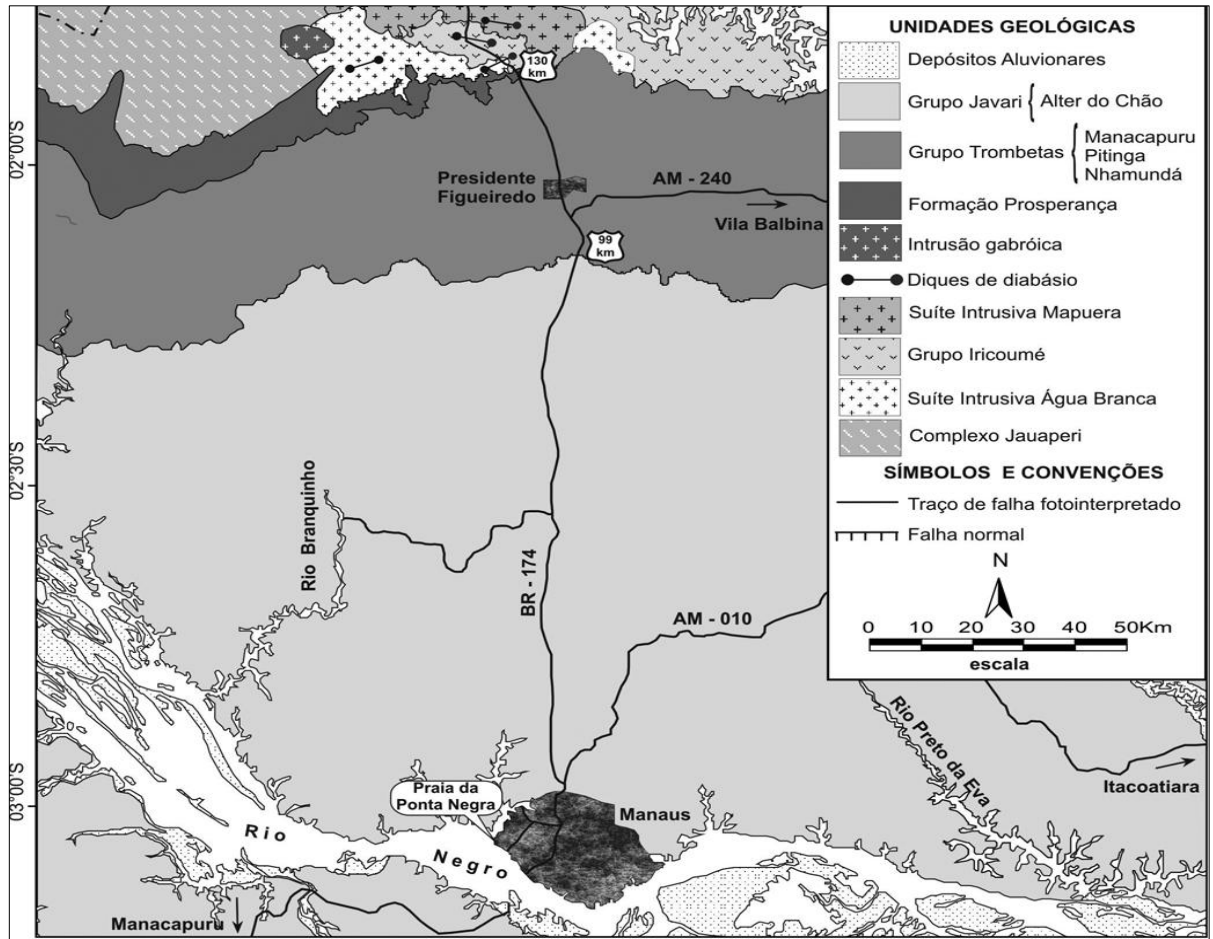 130
km
02°00'S
Presidente
Figueiredo
AM - 240
Vila Balbina
99
km
02°30'S
Rio Branquinho
BR - 174
AM - 010
03°00'S
Praia da
Ponta Negra
Manaus
Rio
Negro
Manacapuru
Rio Preto da Eva
Itacoatiara
UNIDADES GEOLÓGICAS
Depósitos Aluvionares
Grupo Javari { Alter do Chão
Grupo Trombetas { Manacapuru
Pitinga
Nhamundá
Formação Prosperança
Intrusão gabróica
Diques de diabásio
Suíte Intrusiva Mapuera
Grupo Iricoumé
Suíte Intrusiva Água Branca
Complexo Jauaperi
SÍMBOLOS E CONVENÇÕES
Traço de falha fotointerpretado
Falha normal
N
0 10 20 30 40 50Km
escala